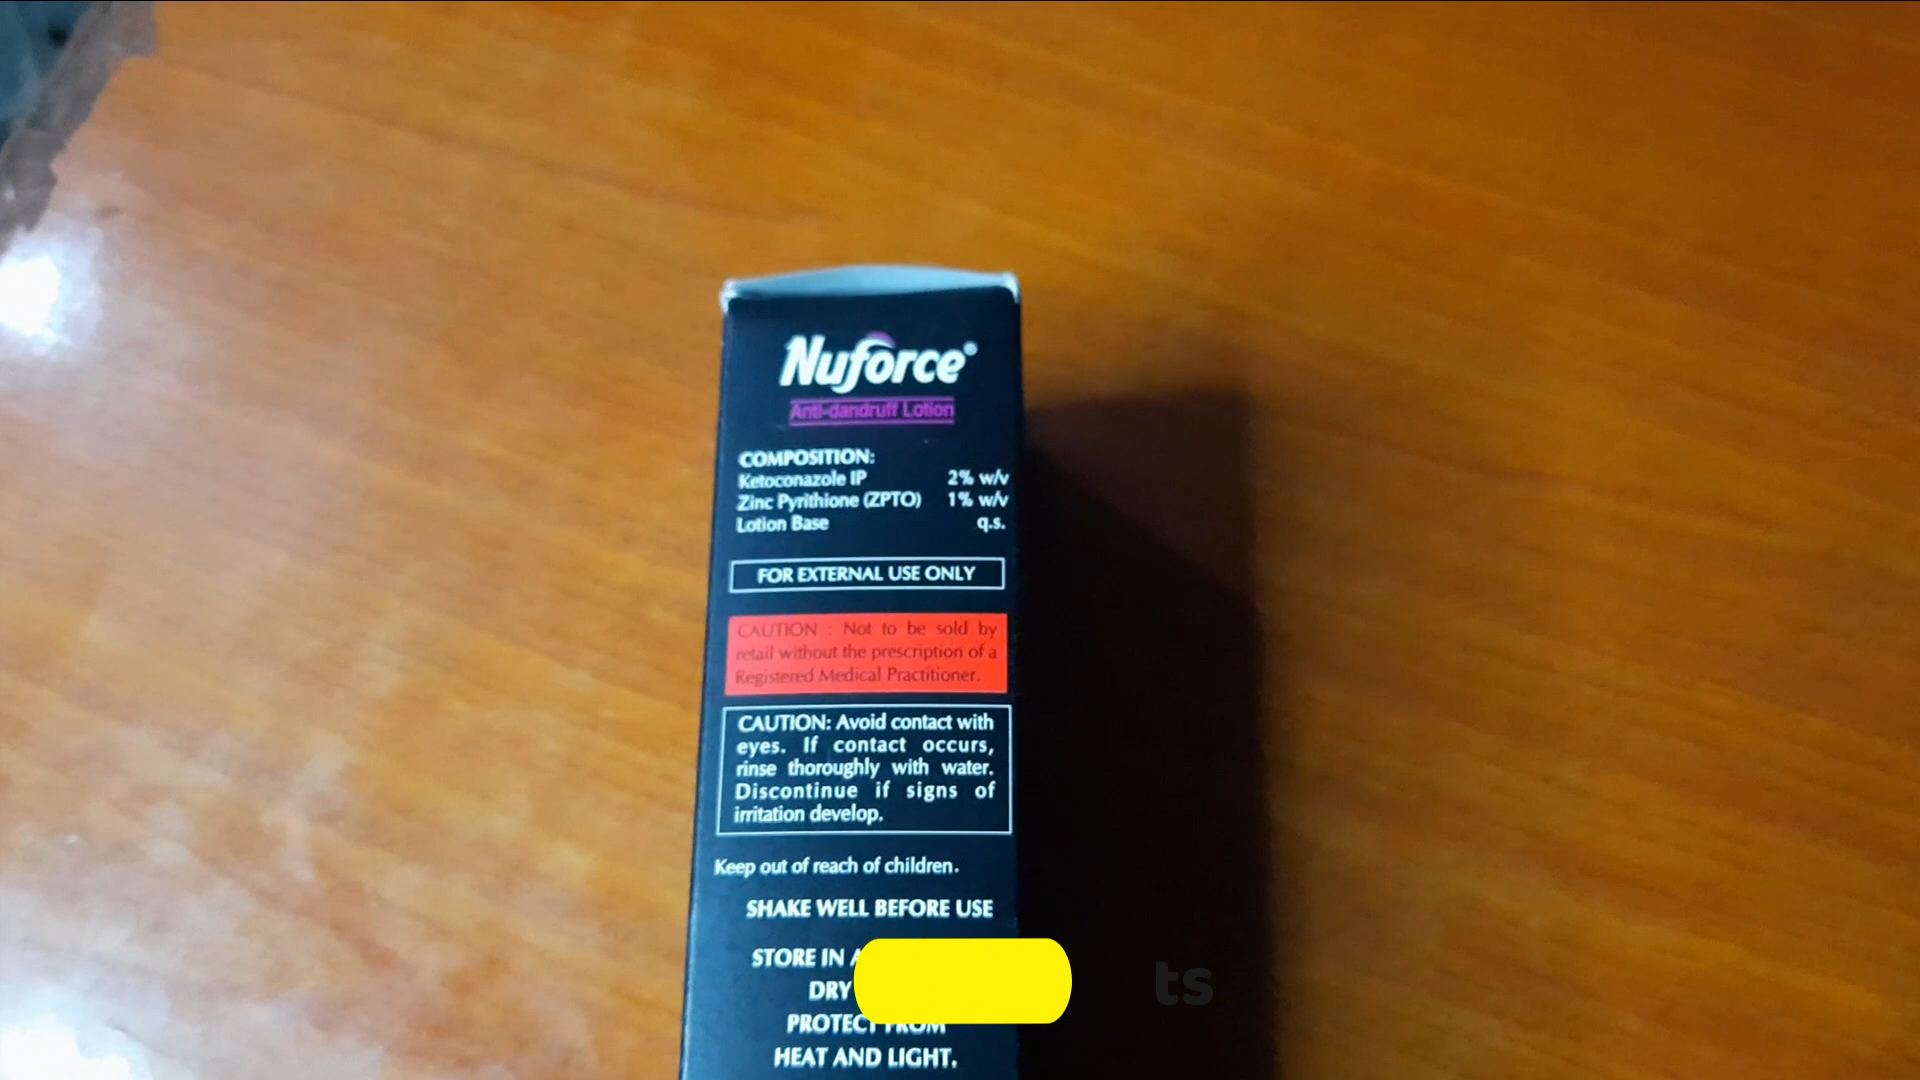 Nuforce®
Anti-dandruff Lotion
COMPOSITION:
Ketoconazole IP 2% w/v
Zinc Pyrithione (ZPTO) 1% w/v
Lotion Base q.s.
FOR EXTERNAL USE ONLY
CAUTION : Not to be sold by
retail without the prescription of a
Registered Medical Practitioner.
CAUTION: Avoid contact with
eyes. If contact occurs,
rinse thoroughly with water.
Discontinue if signs of
irritation develop.
Keep out of reach of children.
SHAKE WELL BEFORE USE
STORE IN A
DRY
PROTECT FROM
HEAT AND LIGHT.
ts